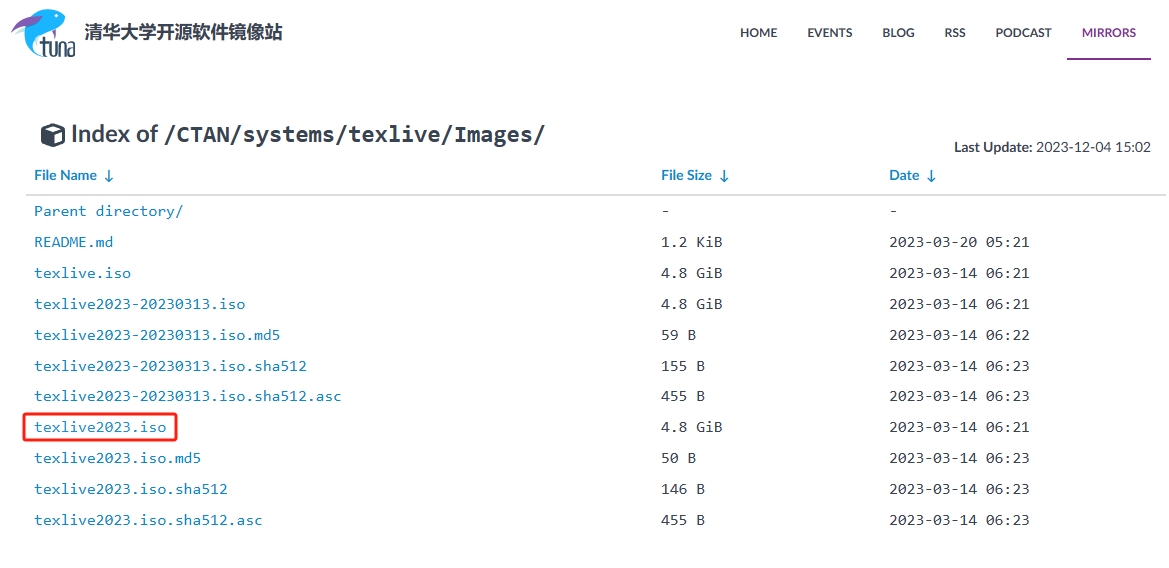 tuna 清华大学开源软件镜像站 HOME EVENTS BLOG RSS PODCAST MIRRORS
Index of /CTAN/systems/texlive/Images/
Last Update: 2023-12-04 15:02
File Name ↓ File Size ↓ Date ↓
Parent directory/ - -
README.md 1.2 KiB 2023-03-20 05:21
texlive.iso 4.8 GiB 2023-03-14 06:21
texlive2023-20230313.iso 4.8 GiB 2023-03-14 06:21
texlive2023-20230313.iso.md5 59 B 2023-03-14 06:22
texlive2023-20230313.iso.sha512 155 B 2023-03-14 06:23
texlive2023-20230313.iso.sha512.asc 455 B 2023-03-14 06:23
texlive2023.iso 4.8 GiB 2023-03-14 06:21
texlive2023.iso.md5 50 B 2023-03-14 06:23
texlive2023.iso.sha512 146 B 2023-03-14 06:23
texlive2023.iso.sha512.asc 455 B 2023-03-14 06:23